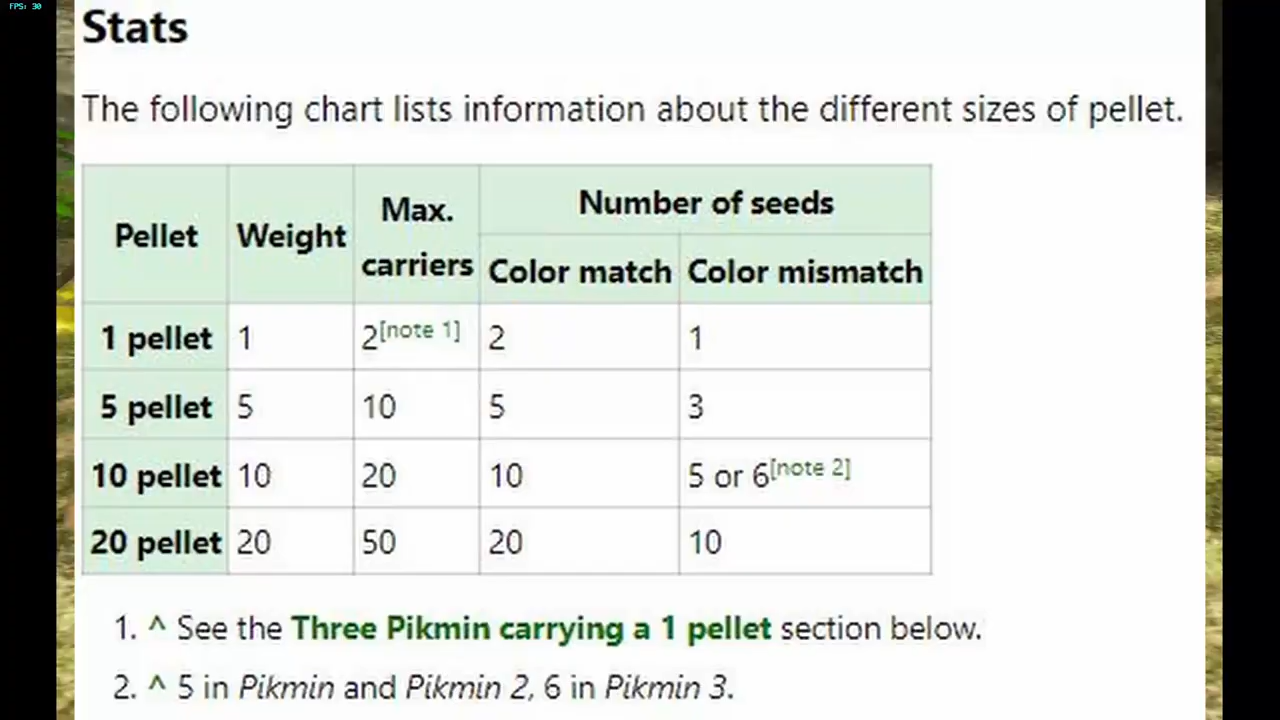 FPS: 30
Stats
The following chart lists information about the different sizes of pellet.
Pellet Weight Max. carriers Number of seeds
Color match Color mismatch
1 pellet 1 2[note 1] 2 1
5 pellet 5 10 5 3
10 pellet 10 20 10 5 or 6[note 2]
20 pellet 20 50 20 10
1. ^ See the Three Pikmin carrying a 1 pellet section below.
2. ^ 5 in Pikmin and Pikmin 2, 6 in Pikmin 3.